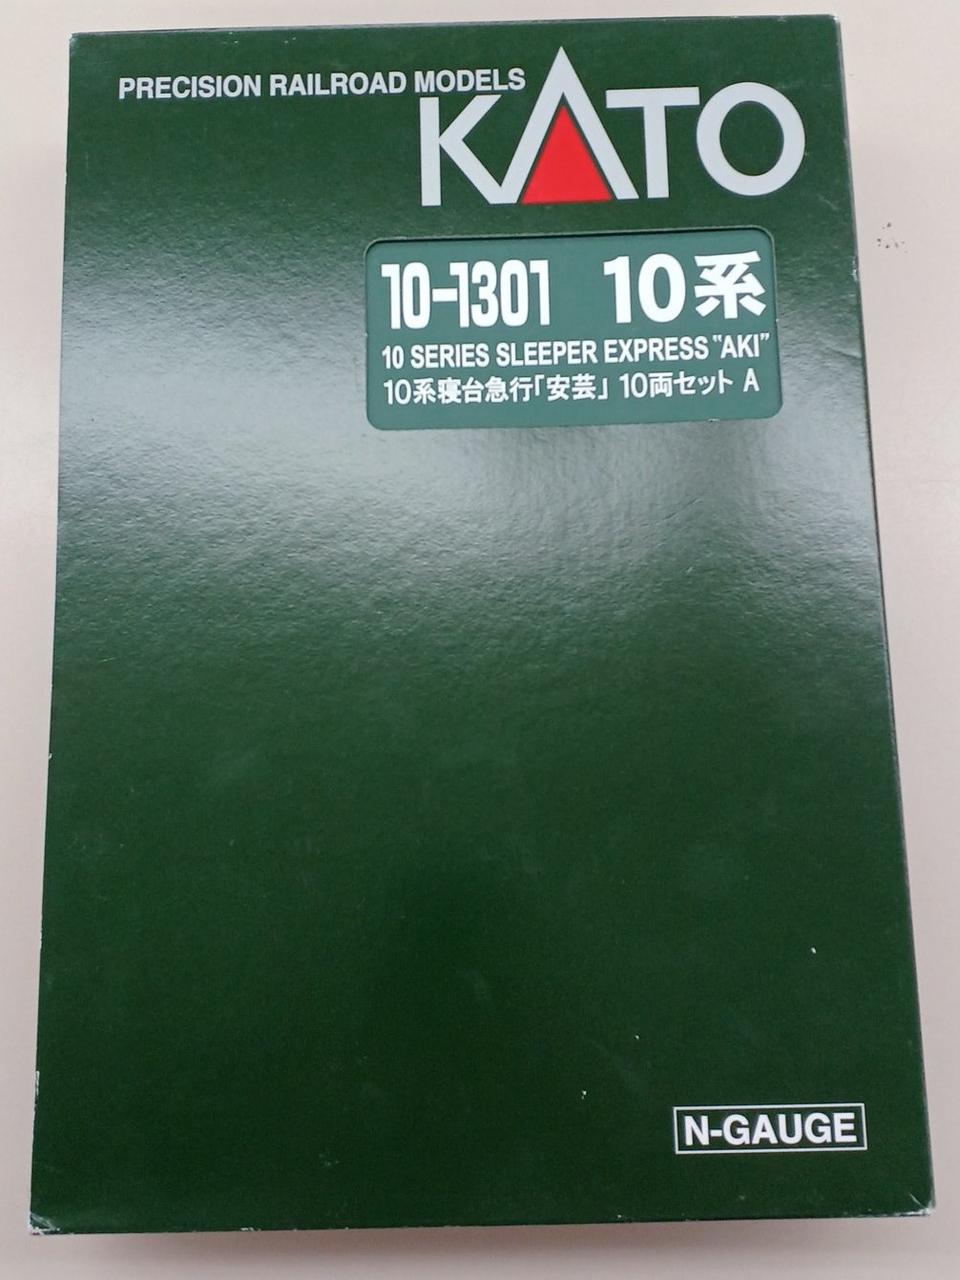 PRECISION RAILROAD MODELS
KATO
10-1301 10系
10 SERIES SLEEPER EXPRESS "AKI"
10系寝台急行「安芸」 10両セット A
N-GAUGE